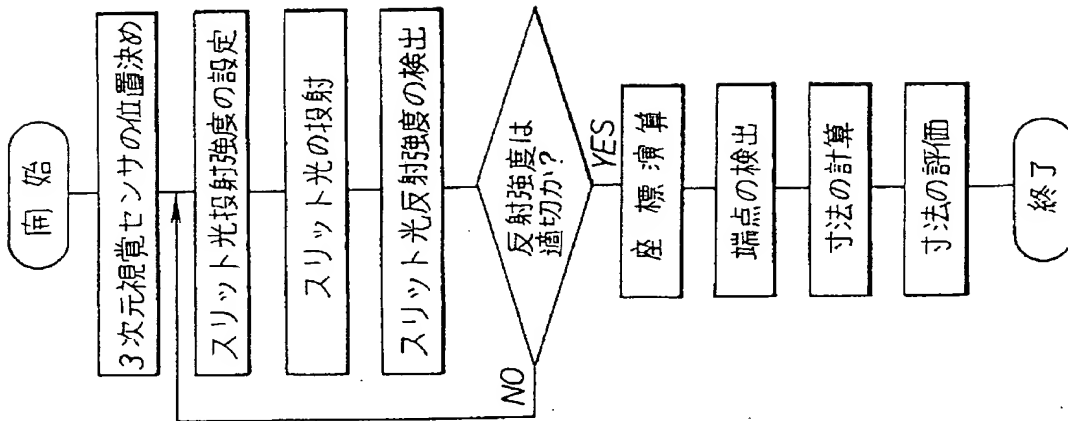 開始
3次元視覚センサの位置決め
スリット光投射強度の設定
スリット光の投射
スリット光反射強度の検出
反射強度は
適切か?
NO
YES
座標演算
端点の検出
寸法の計算
寸法の評価
終了